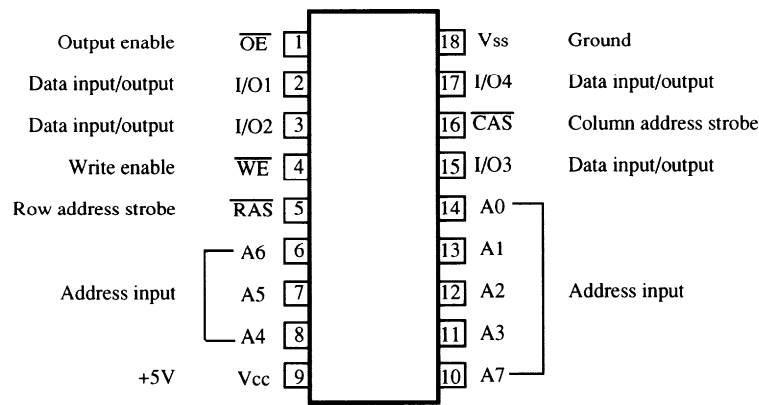 Output enable OE 1 18 Vss Ground
Data input/output I/O1 2 17 I/O4 Data input/output
Data input/output I/O2 3 16 CAS Column address strobe
Write enable WE 4 15 I/O3 Data input/output
Row address strobe RAS 5 14 A0
A6 6 13 A1
Address input A5 7 12 A2 Address input
A4 8 11 A3
+5V Vcc 9 10 A7